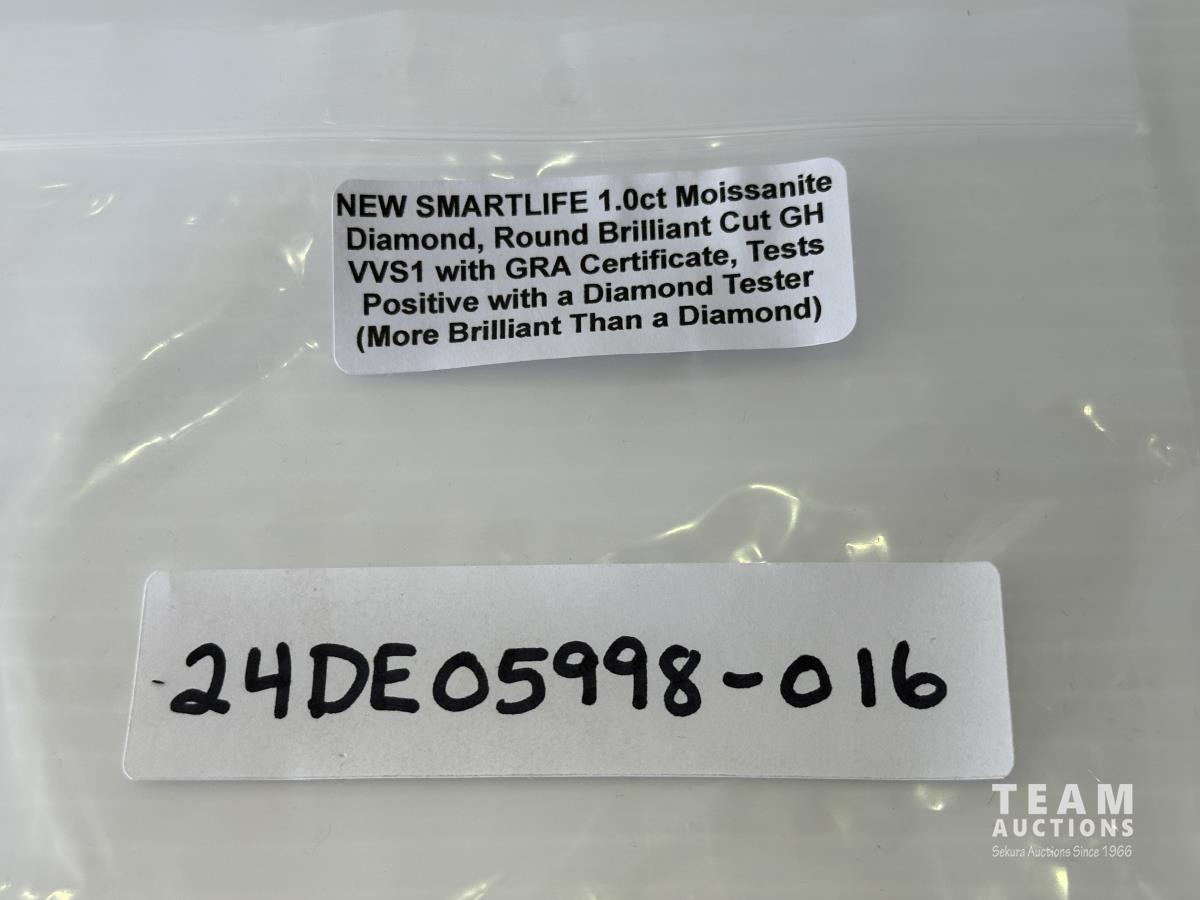 NEW SMARTLIFE 1.0ct Moissanite
Diamond, Round Brilliant Cut GH
VVS1 with GRA Certificate, Tests
Positive with a Diamond Tester
(More Brilliant Than a Diamond)
24DE05998-016
TEAM
AUCTIONS
Sekura Auctions Since 1966